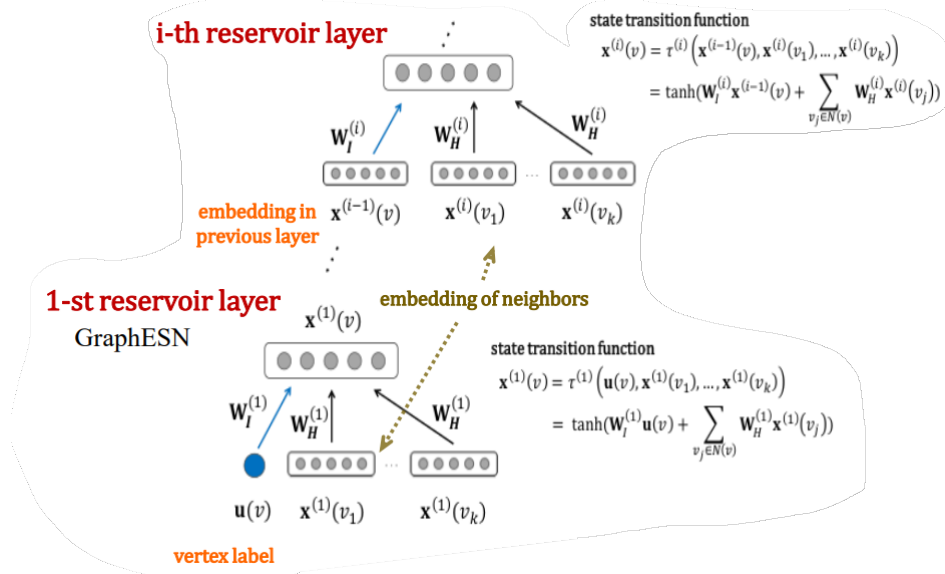 i-th reservoir layer
⋰
W_I^{(i)}
W_H^{(i)}
W_H^{(i)}
...
embedding in
previous layer
x^{(i−1)}(v)
x^{(i)}(v_1)
x^{(i)}(v_k)
state transition function
x^{(i)}(v) = τ^{(i)}(x^{(i−1)}(v), x^{(i)}(v_1), …, x^{(i)}(v_k))
= tanh(W_I^{(i)}x^{(i−1)}(v) + ∑_{v_j∈N(v)} W_H^{(i)}x^{(i)}(v_j))
⋰
embedding of neighbors
1-st reservoir layer
GraphESN
x^{(1)}(v)
W_I^{(1)}
W_H^{(1)}
W_H^{(1)}
...
u(v)
x^{(1)}(v_1)
x^{(1)}(v_k)
vertex label
state transition function
x^{(1)}(v) = τ^{(1)}(u(v), x^{(1)}(v_1), …, x^{(1)}(v_k))
= tanh(W_I^{(1)}u(v) + ∑_{v_j∈N(v)} W_H^{(1)}x^{(1)}(v_j))